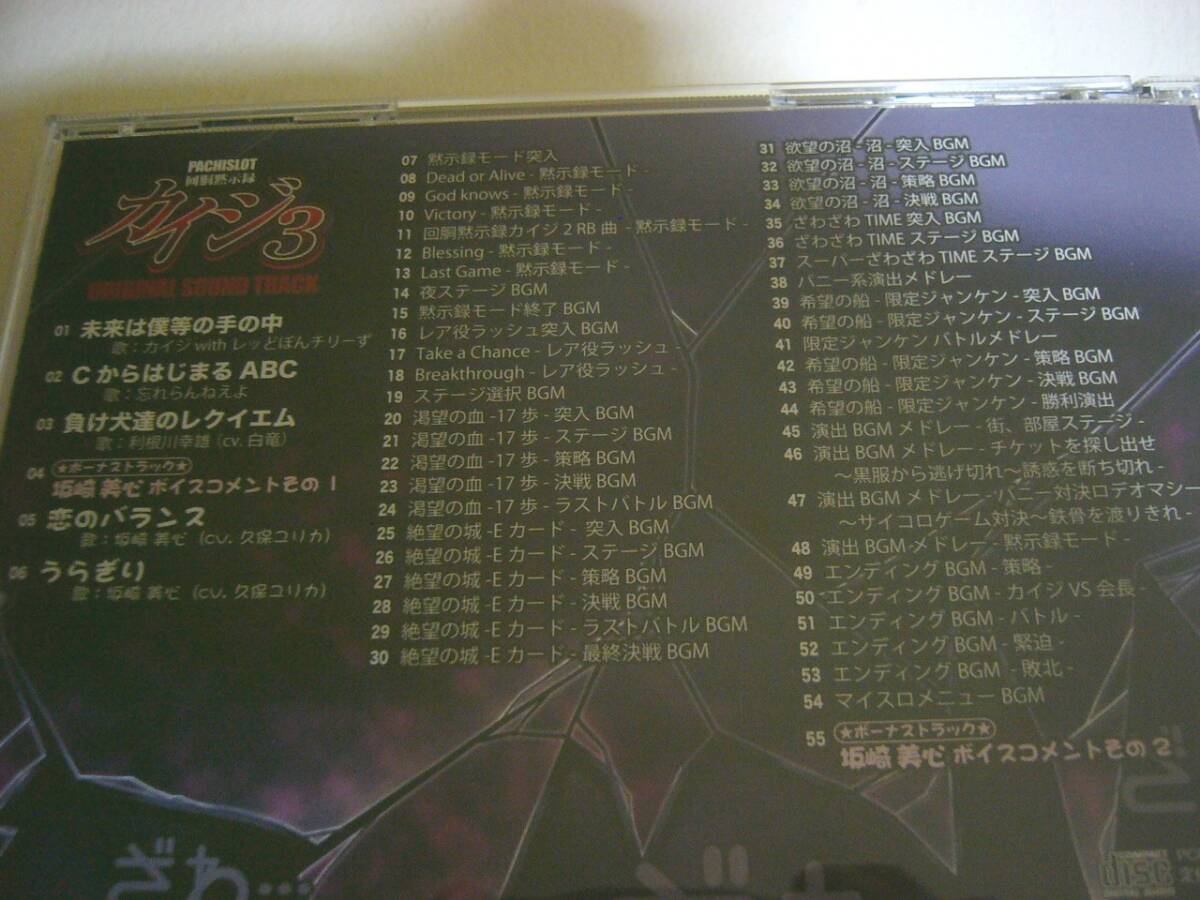 PACHISLOT
回胴黙示録
カイジ3
ORIGINAL SOUND TRACK
01 未来は僕等の手の中
歌：カイジ with レッどぽんチリーず
02 C からはじまる ABC
歌：忘れらんねえよ
03 負け犬達のレクイエム
歌：利根川幸雄 (cv. 白竜)
04 ★ボーナストラック★
坂崎 美心 ボイスコメントその 1
05 恋のバランス
歌：坂崎 美心 (cv. 久保ユリカ)
06 うらぎり
歌：坂崎 美心 (cv. 久保ユリカ)
07 黙示録モード突入
08 Dead or Alive - 黙示録モード -
09 God knows - 黙示録モード -
10 Victory - 黙示録モード -
11 回胴黙示録カイジ 2 RB 曲 - 黙示録モード -
12 Blessing - 黙示録モード -
13 Last Game - 黙示録モード -
14 夜ステージ BGM
15 黙示録モード終了 BGM
16 レア役ラッシュ突入 BGM
17 Take a Chance - レア役ラッシュ -
18 Breakthrough - レア役ラッシュ -
19 ステージ選択 BGM
20 渇望の血 -17 歩 - 突入 BGM
21 渇望の血 -17 歩 - ステージ BGM
22 渇望の血 -17 歩 - 策略 BGM
23 渇望の血 -17 歩 - 決戦 BGM
24 渇望の血 -17 歩 - ラストバトル BGM
25 絶望の城 -E カード - 突入 BGM
26 絶望の城 -E カード - ステージ BGM
27 絶望の城 -E カード - 策略 BGM
28 絶望の城 -E カード - 決戦 BGM
29 絶望の城 -E カード - ラストバトル BGM
30 絶望の城 -E カード - 最終決戦 BGM
31 欲望の沼 - 沼 - 突入 BGM
32 欲望の沼 - 沼 - ステージ BGM
33 欲望の沼 - 沼 - 策略 BGM
34 欲望の沼 - 沼 - 決戦 BGM
35 ざわざわ TIME 突入 BGM
36 ざわざわ TIME ステージ BGM
37 スーパーざわざわ TIME ステージ BGM
38 バニー系演出メドレー
39 希望の船 - 限定ジャンケン - 突入 BGM
40 希望の船 - 限定ジャンケン - ステージ BGM
41 限定ジャンケン バトルメドレー
42 希望の船 - 限定ジャンケン - 策略 BGM
43 希望の船 - 限定ジャンケン - 決戦 BGM
44 希望の船 - 限定ジャンケン - 勝利演出
45 演出 BGM メドレー - 街、部屋ステージ -
46 演出 BGM メドレー - チケットを探し出せ
～黒服から逃げ切れ～誘惑を断ち切れ -
47 演出 BGM メドレー - バニー対決ロデオマシー
～サイコロゲーム対決～鉄骨を渡りきれ -
48 演出 BGM メドレー - 黙示録モード -
49 エンディング BGM - 策略 -
50 エンディング BGM - カイジ VS 会長 -
51 エンディング BGM - バトル -
52 エンディング BGM - 緊迫 -
53 エンディング BGM - 敗北 -
54 マイスロメニュー BGM
55 ★ボーナストラック★
坂崎 美心 ボイスコメントその 2
ざわ…
COMPACT
disc
DIGITAL AUDIO